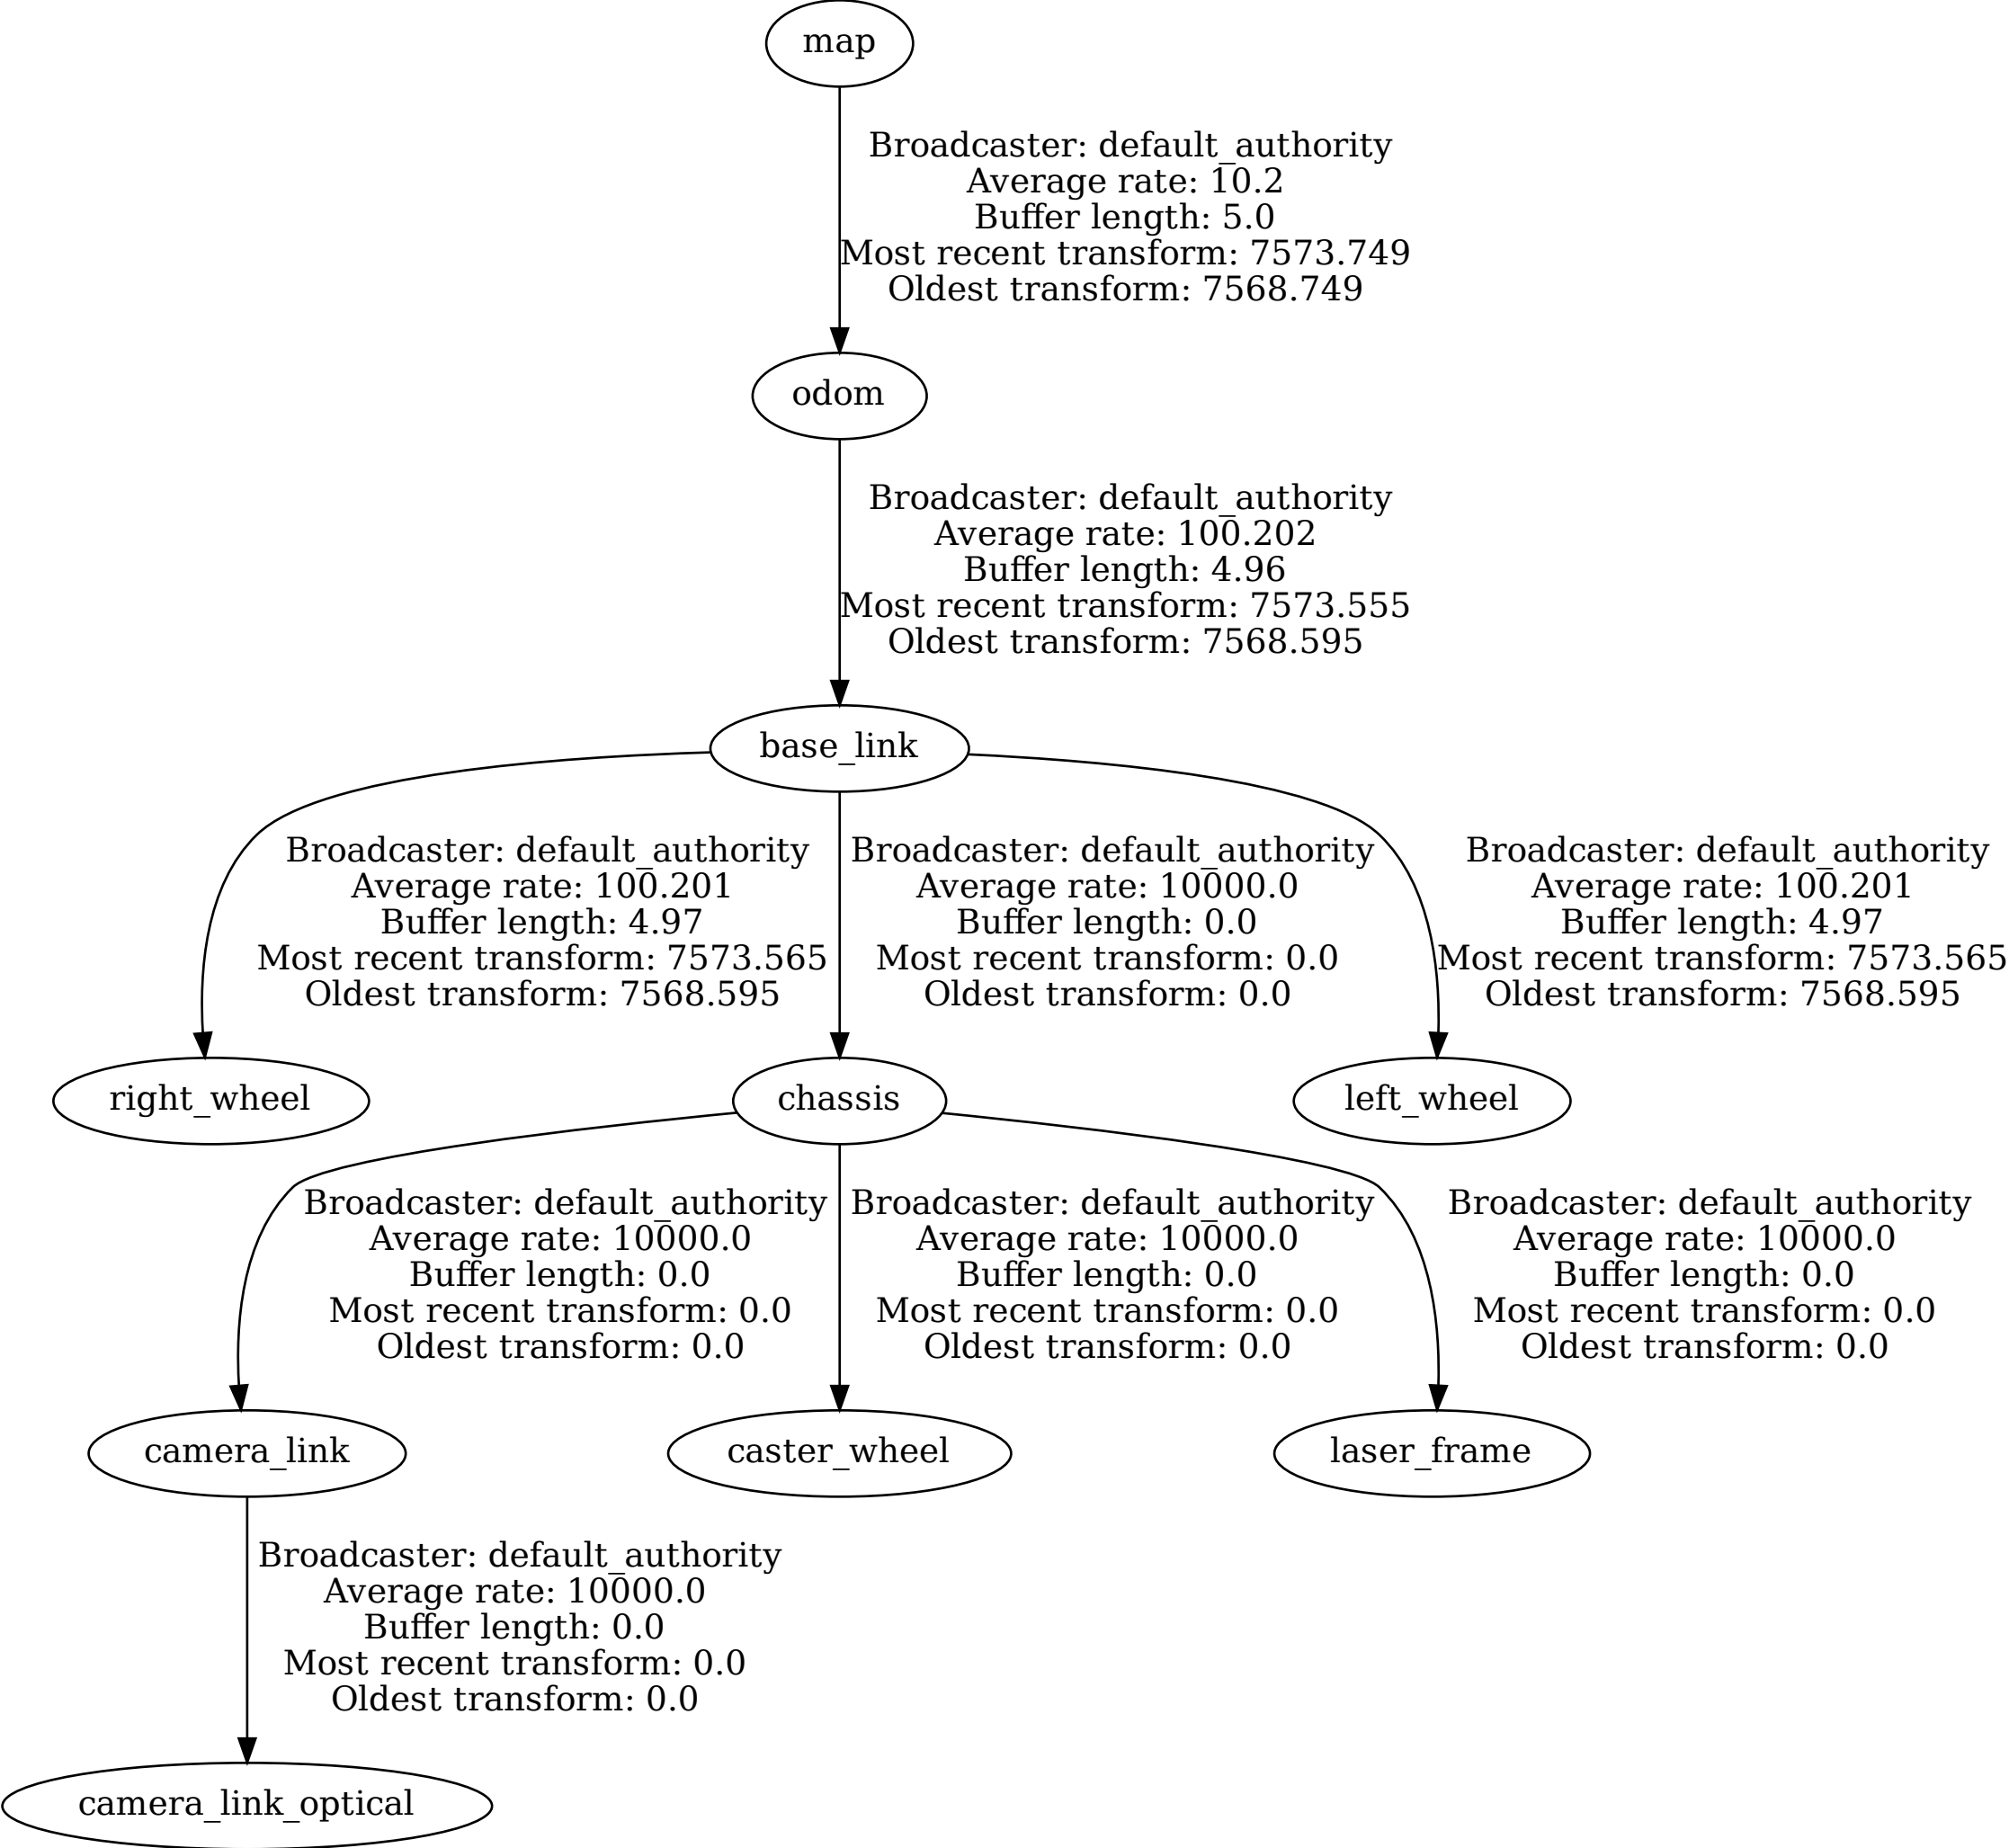 map
Broadcaster: default_authority
Average rate: 10.2
Buffer length: 5.0
Most recent transform: 7573.749
Oldest transform: 7568.749
odom
Broadcaster: default_authority
Average rate: 100.202
Buffer length: 4.96
Most recent transform: 7573.555
Oldest transform: 7568.595
base_link
Broadcaster: default_authority
Average rate: 100.201
Buffer length: 4.97
Most recent transform: 7573.565
Oldest transform: 7568.595
Broadcaster: default_authority
Average rate: 10000.0
Buffer length: 0.0
Most recent transform: 0.0
Oldest transform: 0.0
Broadcaster: default_authority
Average rate: 100.201
Buffer length: 4.97
Most recent transform: 7573.565
Oldest transform: 7568.595
right_wheel
chassis
left_wheel
Broadcaster: default_authority
Average rate: 10000.0
Buffer length: 0.0
Most recent transform: 0.0
Oldest transform: 0.0
Broadcaster: default_authority
Average rate: 10000.0
Buffer length: 0.0
Most recent transform: 0.0
Oldest transform: 0.0
Broadcaster: default_authority
Average rate: 10000.0
Buffer length: 0.0
Most recent transform: 0.0
Oldest transform: 0.0
camera_link
caster_wheel
laser_frame
Broadcaster: default_authority
Average rate: 10000.0
Buffer length: 0.0
Most recent transform: 0.0
Oldest transform: 0.0
camera_link_optical